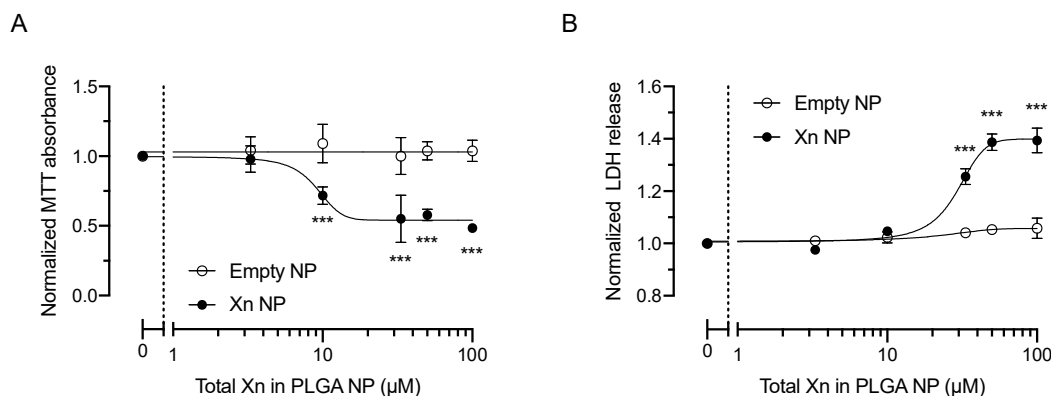 A
Normalized MTT absorbance
1.5
1.0
0.5
0.0
***
***
***
***
Empty NP
Xn NP
0
1
10
100
Total Xn in PLGA NP (µM)
B
Normalized LDH release
1.6
1.4
1.2
1.0
0.8
Empty NP
Xn NP
***
***
***
0
1
10
100
Total Xn in PLGA NP (µM)